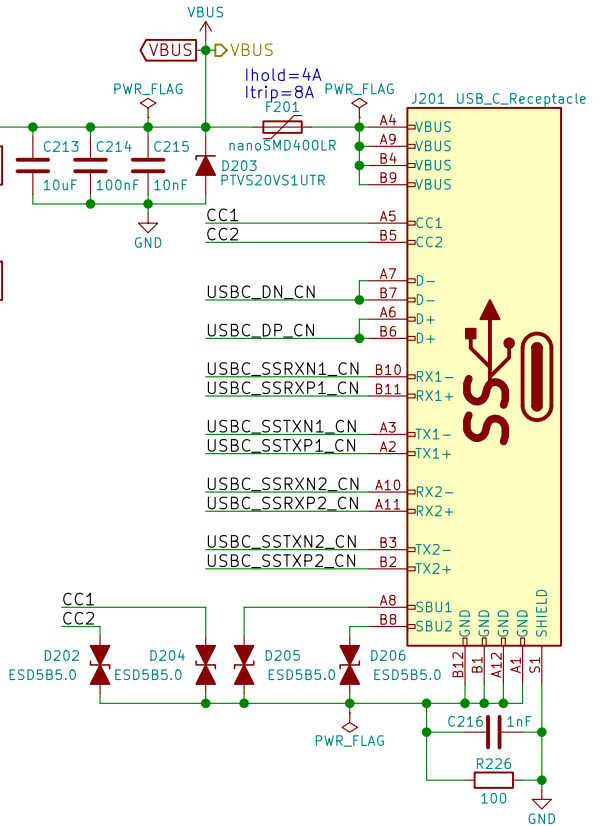 VBUS
VBUS
VBUS
Ihold=4A
Itrip=8A
PWR_FLAG
PWR_FLAG
F201
nanoSMD400LR
J201 USB_C_Receptacle
C213
10uF
C214
100nF
C215
10nF
D203
PTVS20VS1UTR
GND
A4 VBUS
A9 VBUS
B4 VBUS
B9 VBUS
CC1 A5 CC1
CC2 B5 CC2
A7 D-
USBC_DN_CN B7 D-
A6 D+
USBC_DP_CN B6 D+
USBC_SSRXN1_CN B10 RX1-
USBC_SSRXP1_CN B11 RX1+
USBC_SSTXN1_CN A3 TX1-
USBC_SSTXP1_CN A2 TX1+
USBC_SSRXN2_CN A10 RX2-
USBC_SSRXP2_CN A11 RX2+
USBC_SSTXN2_CN B3 TX2-
USBC_SSTXP2_CN B2 TX2+
SS
CC1
CC2
A8 SBU1
B8 SBU2
GND
GND
GND
GND
SHIELD
B12
B1
A12
A1
S1
D202
ESD5B5.0
D204
ESD5B5.0
D205
ESD5B5.0
D206
ESD5B5.0
PWR_FLAG
C216 1nF
R226
100
GND